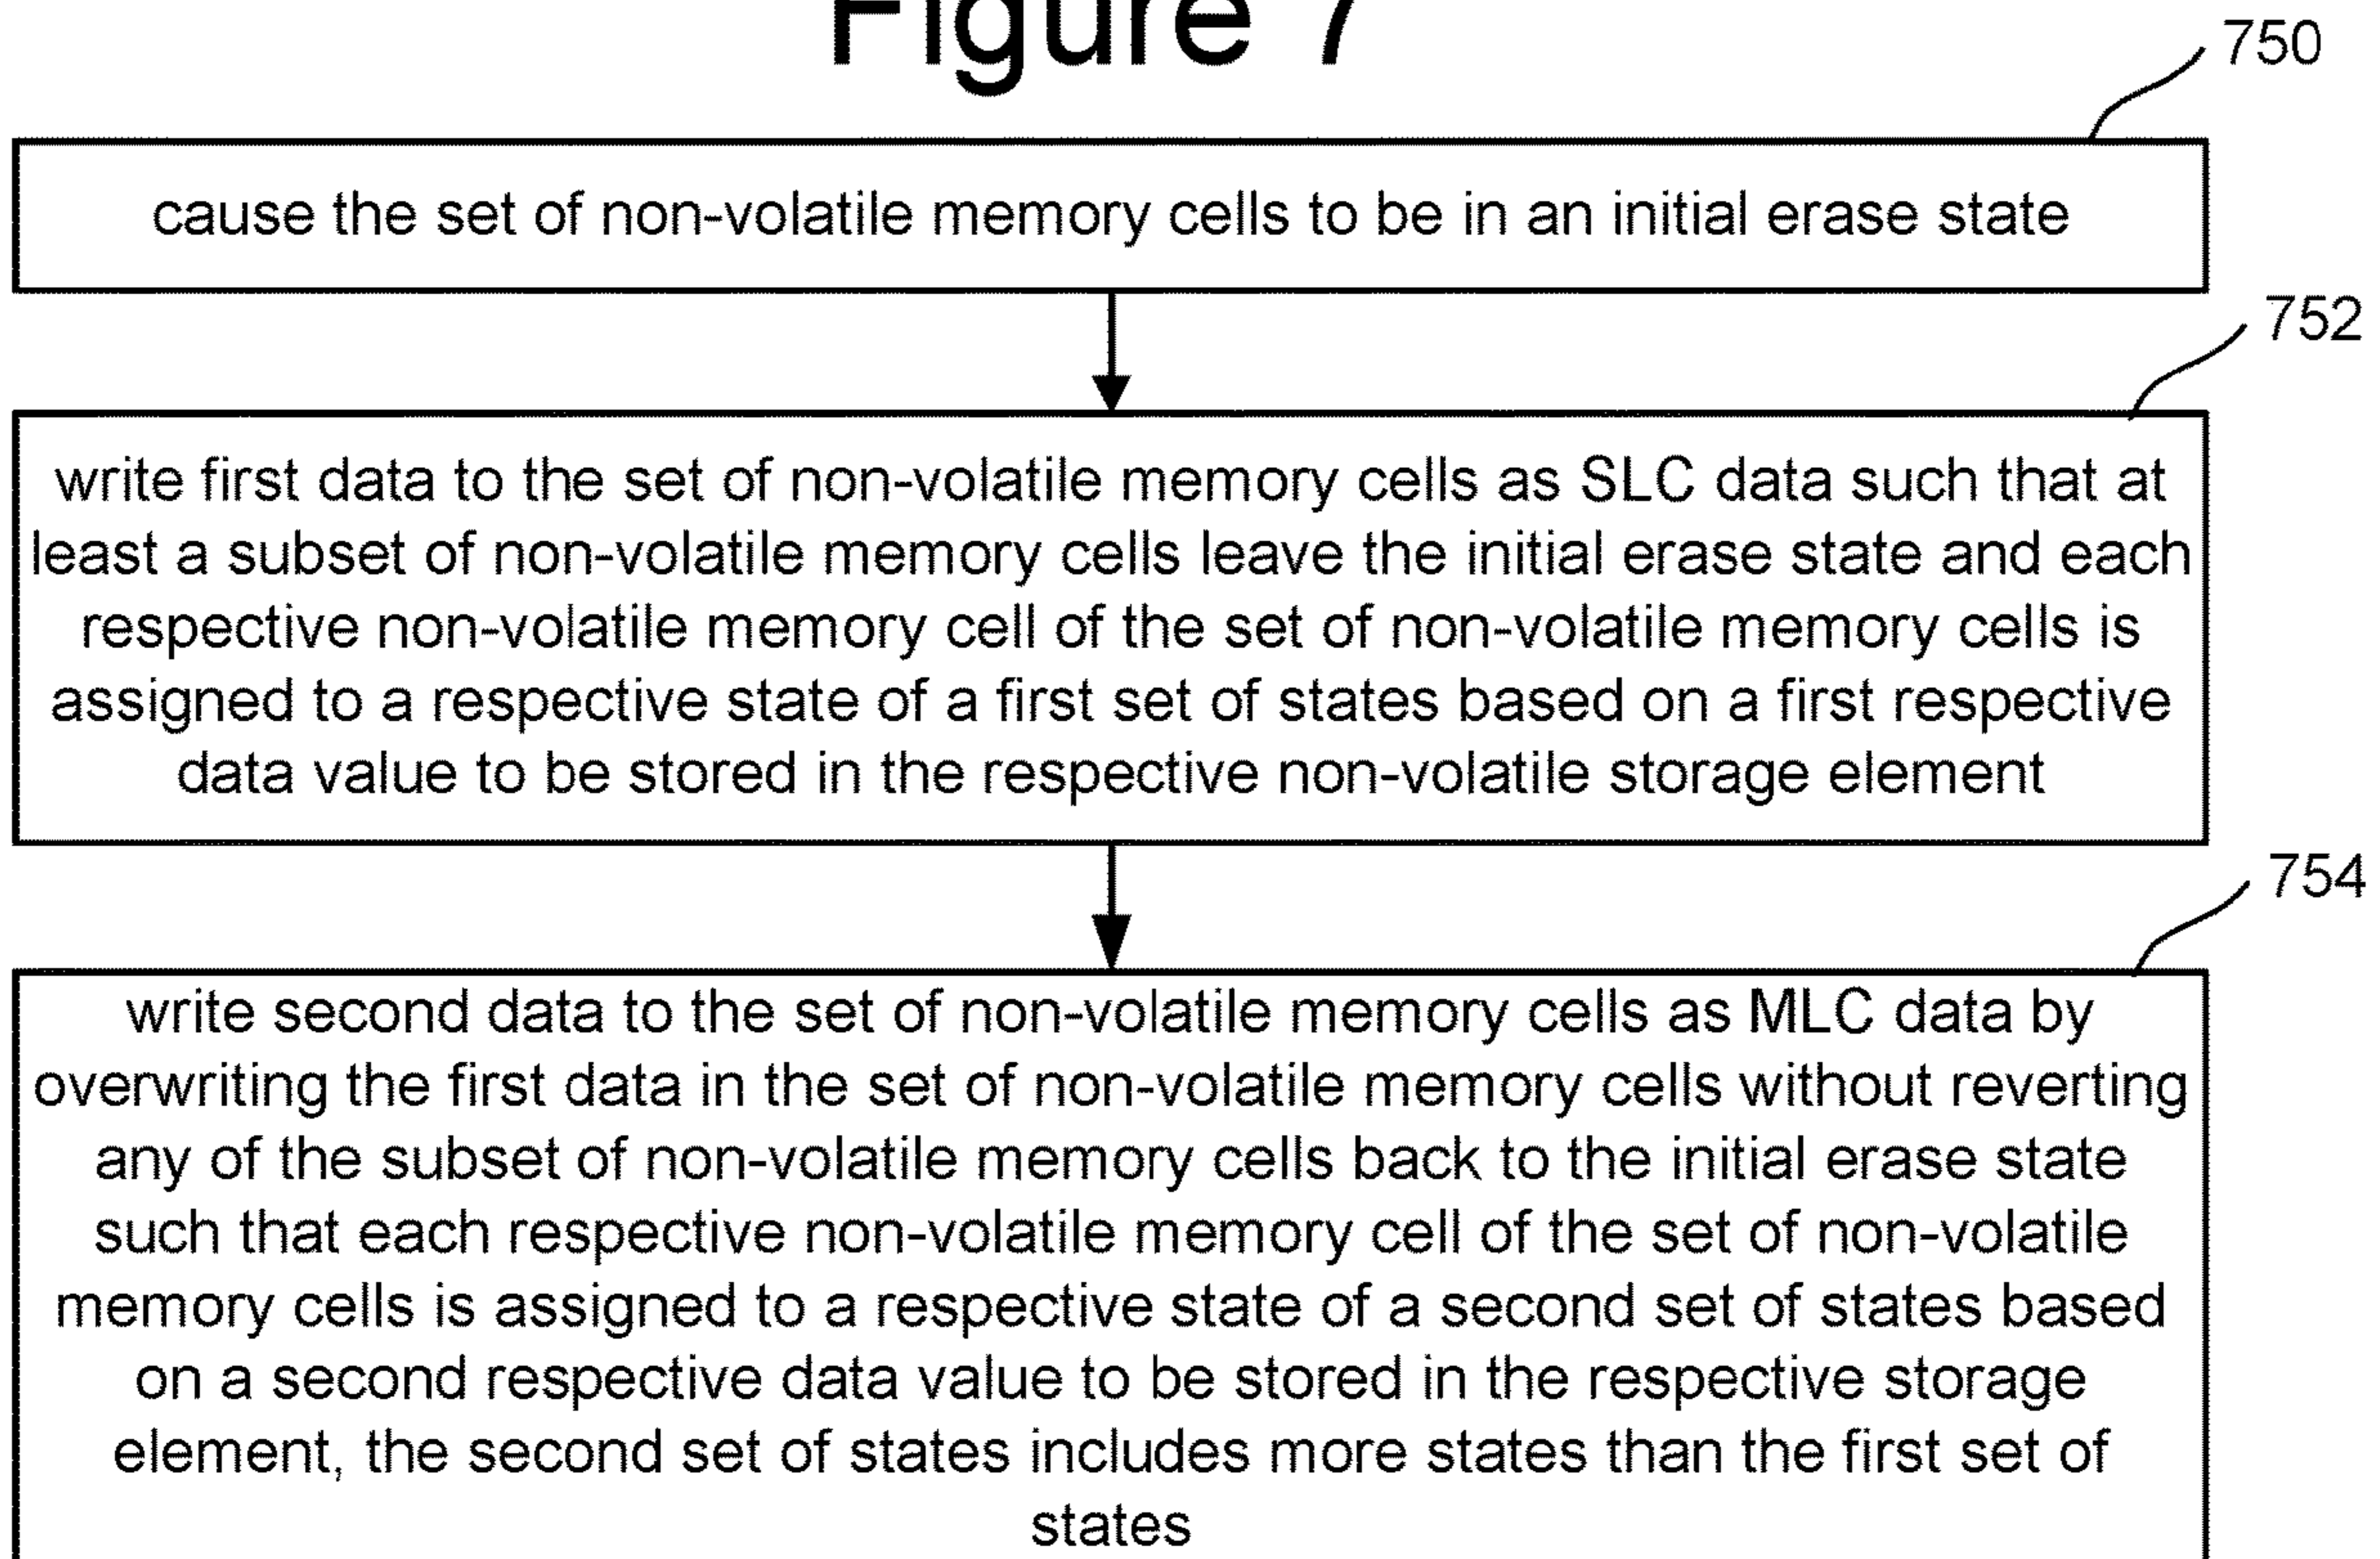 Figure 7
750
cause the set of non-volatile memory cells to be in an initial erase state
752
write first data to the set of non-volatile memory cells as SLC data such that at
least a subset of non-volatile memory cells leave the initial erase state and each
respective non-volatile memory cell of the set of non-volatile memory cells is
assigned to a respective state of a first set of states based on a first respective
data value to be stored in the respective non-volatile storage element
754
write second data to the set of non-volatile memory cells as MLC data by
overwriting the first data in the set of non-volatile memory cells without reverting
any of the subset of non-volatile memory cells back to the initial erase state
such that each respective non-volatile memory cell of the set of non-volatile
memory cells is assigned to a respective state of a second set of states based
on a second respective data value to be stored in the respective storage
element, the second set of states includes more states than the first set of
states